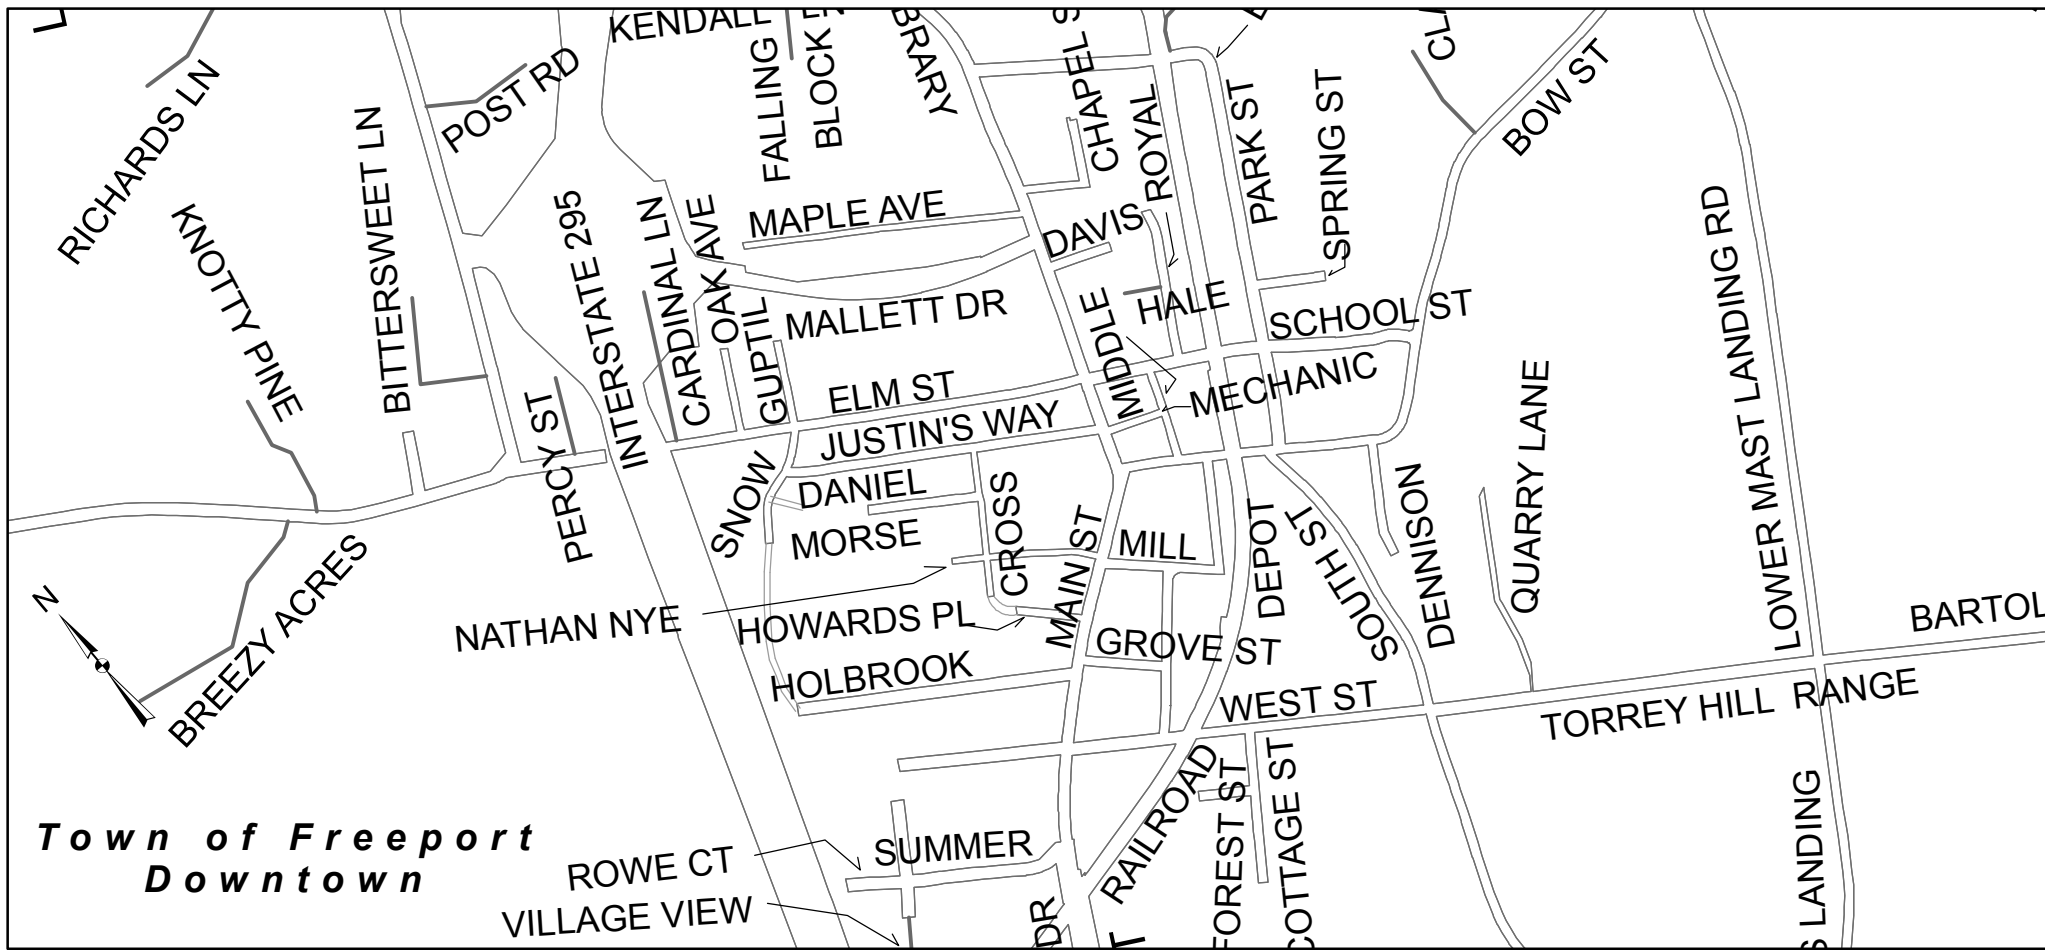 KENDALL
FALLING
BLOCK
BRARY
CHAPEL S
ROYAL
PARK ST
SPRING ST
CL
BOW ST
RICHARDS LN
POST RD
KNOTTY PINE
BITTERSWEET LN
INTERSTATE 295
CARDINAL LN
OAK AVE
GUPTIL
MAPLE AVE
DAVIS
MALLETT DR
MIDDLE
HALE
SCHOOL ST
MECHANIC
LOWER MAST LANDING RD
ELM ST
JUSTIN'S WAY
PERCY ST
SNOW
DANIEL
MORSE
CROSS
MAIN ST
MILL
DEPOT
SOUTH ST
DENNISON
QUARRY LANE
N
BREEZY ACRES
NATHAN NYE
HOWARDS PL
HOLBROOK
GROVE ST
WEST ST
BARTOL
TORREY HILL RANGE
RAILROAD
FOREST ST
COTTAGE ST
S LANDING
Town of Freeport
Downtown
SUMMER
ROWE CT
VILLAGE VIEW
DR
T